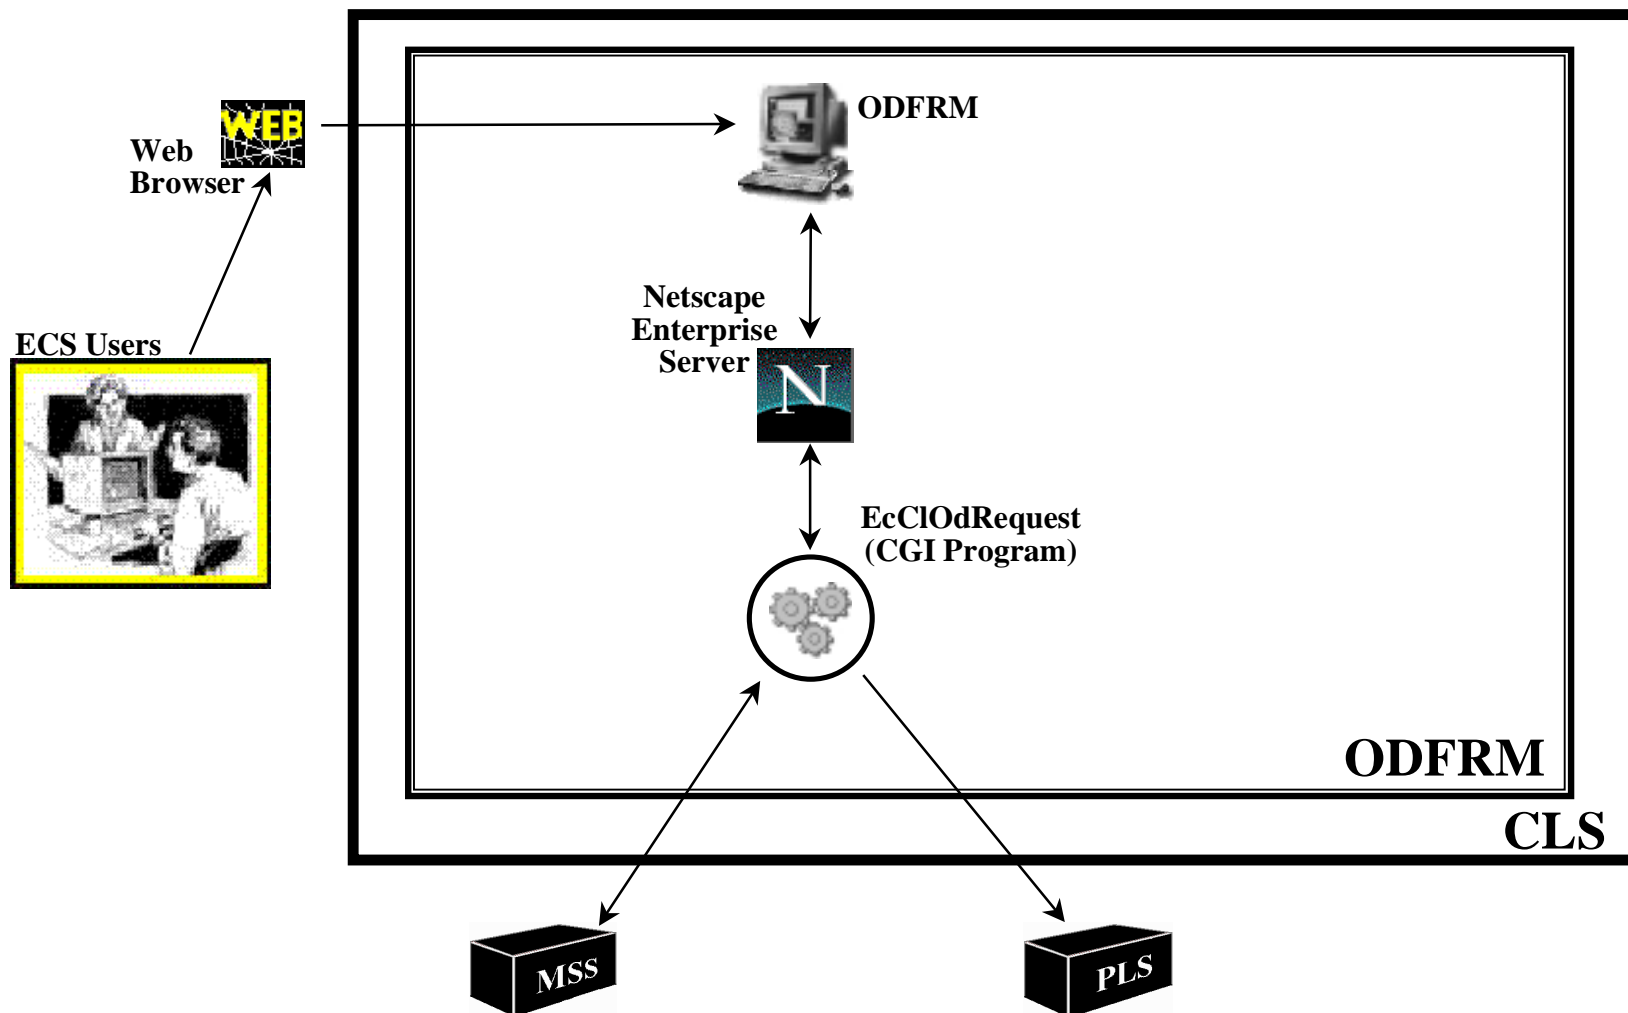 ODFRM
WEB
Web
Browser
Netscape
Enterprise
Server
ECS Users
N
EcClOdRequest
(CGI Program)
ODFRM
CLS
MSS
PLS